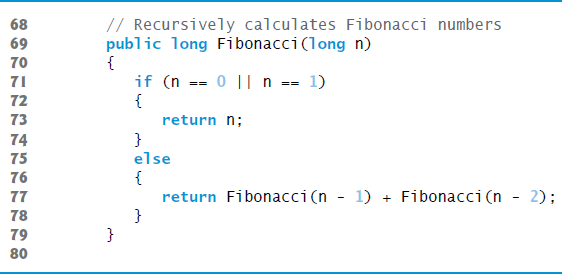 68 // Recursively calculates Fibonacci numbers
69 public long Fibonacci(long n)
70 {
71 if (n == 0 || n == 1)
72 {
73 return n;
74 }
75 else
76 {
77 return Fibonacci(n - 1) + Fibonacci(n - 2);
78 }
79 }
80